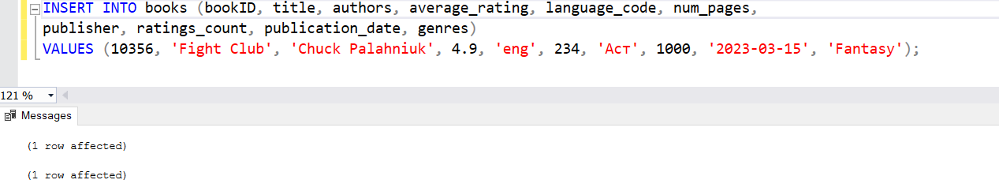 INSERT INTO books (bookID, title, authors, average_rating, language_code, num_pages,
publisher, ratings_count, publication_date, genres)
VALUES (10356, 'Fight Club', 'Chuck Palahniuk', 4.9, 'eng', 234, 'Аст', 1000, '2023-03-15', 'Fantasy');
121 %
Messages
(1 row affected)
(1 row affected)